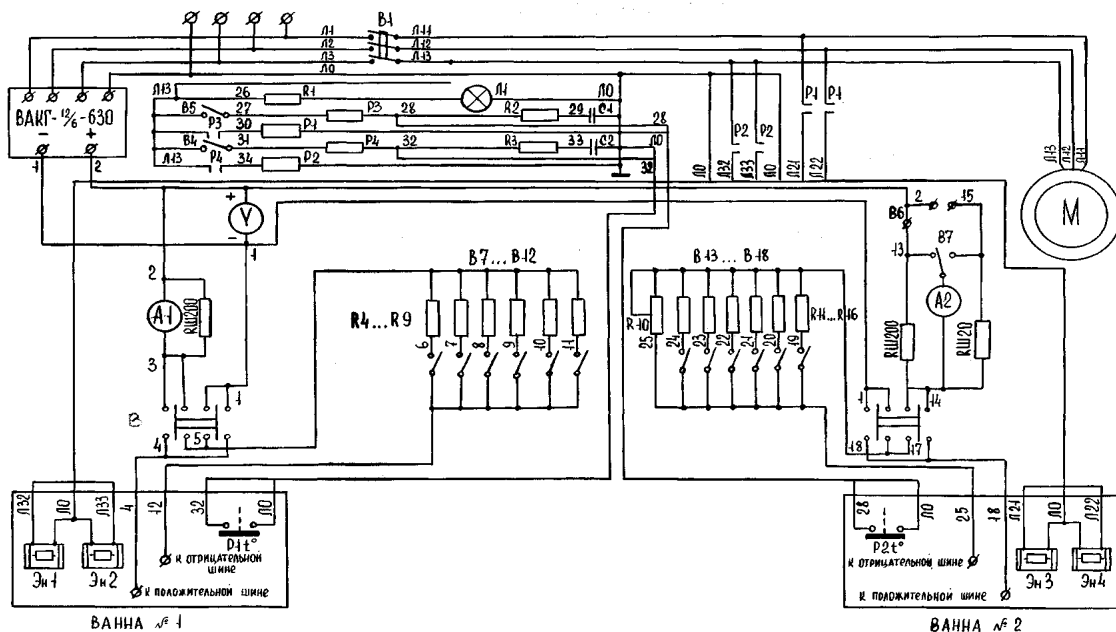 В1
Л1 Л11
Л2 Л12
Л3 Л13
Л0
ВАКГ-12/6-630
- +
1 2
Л13 26 R1 Л1 Л0
В5 27 Р3 28 R2 29 С1
Р3 30 Р1 28
В4 31 Р4 32 R3 33 С2 Л0
Л13 Р4 34 Р2 32
Р1 Р1
Р2 Р2
Л0 Л32 Л33 Л0 Л21 Л22
Л13 Л12 Л11
М
+ V -
1
2
А1 RШ200
3
1
4 5
В7...В12
R4...R9
6 7 8 9 10 11
В13...В18
R10 R11...R16
25 24 23 22 21 20 19
В6 2 15
13 В7
А2
RШ200 RШ20
1 14
18 17
Л32 Л0 Л33 4 12 32 Л0
Р1t°
К ОТРИЦАТЕЛЬНОЙ
ШИНЕ
Эн1 Эн2
К ПОЛОЖИТЕЛЬНОЙ ШИНЕ
ВАННА № 1
28 Л0 25 18 Л21 Л0 Л22
Р2t°
К ОТРИЦАТЕЛЬНОЙ ШИНЕ
Эн3 Эн4
К ПОЛОЖИТЕЛЬНОЙ ШИНЕ
ВАННА № 2